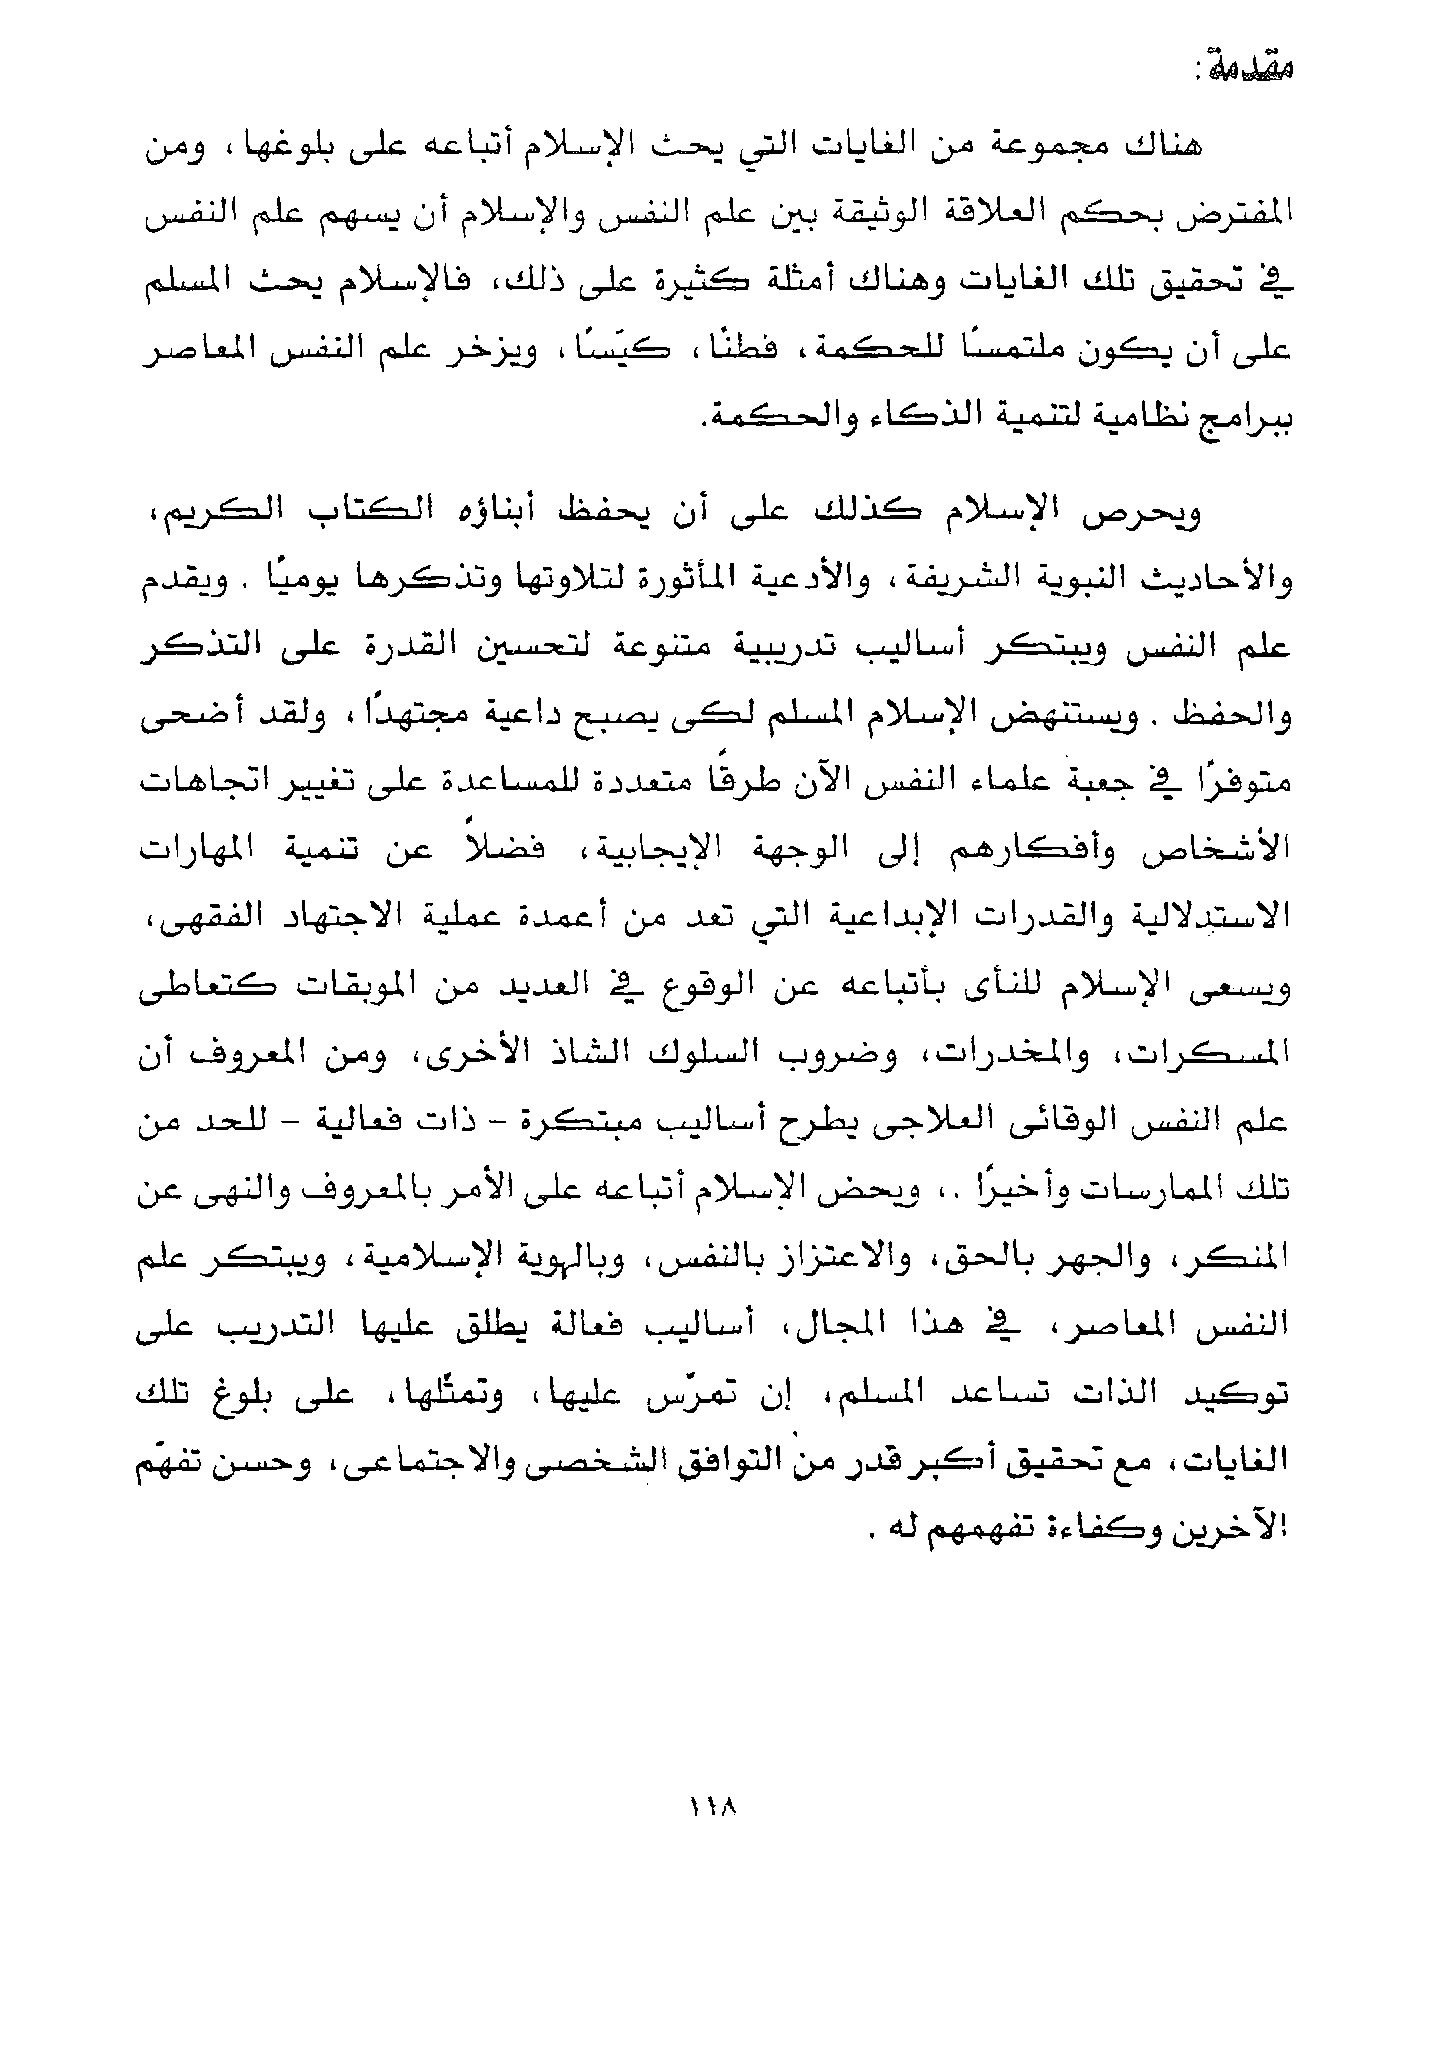 مقدمة:
هناك مجموعة من الغايات التي يحث الإسلام أتباعه على بلوغها، ومن
المفترض بحكم العلاقة الوثيقة بين علم النفس والإسلام أن يسهم علم النفس
في تحقيق تلك الغايات وهناك أمثلة كثيرة على ذلك، فالإسلام يحث المسلم
على أن يكون ملتمسًا للحكمة، فطنًا، كيّسًا، ويزخر علم النفس المعاصر
ببرامج نظامية لتنمية الذكاء والحكمة.
ويحرص الإسلام كذلك على أن يحفظ أبناؤه الكتاب الكريم،
والأحاديث النبوية الشريفة، والأدعية المأثورة لتلاوتها وتذكرها يوميًا . ويقدم
علم النفس ويبتكر أساليب تدريبية متنوعة لتحسين القدرة على التذكر
والحفظ . ويستنهض الإسلام المسلم لكى يصبح داعية مجتهدًا، ولقد أضحى
متوفرًا في جعبة علماء النفس الآن طرقًا متعددة للمساعدة على تغيير اتجاهات
الأشخاص وأفكارهم إلى الوجهة الإيجابية، فضلاً عن تنمية المهارات
الاستدلالية والقدرات الإبداعية التي تعد من أعمدة عملية الاجتهاد الفقهى،
ويسعى الإسلام للنأى بأتباعه عن الوقوع في العديد من الموبقات كتعاطى
المسكرات، والمخدرات، وضروب السلوك الشاذ الأخرى، ومن المعروف أن
علم النفس الوقائى العلاجى يطرح أساليب مبتكرة - ذات فعالية - للحد من
تلك الممارسات وأخيرًا .، ويحض الإسلام أتباعه على الأمر بالمعروف والنهى عن
المنكر، والجهر بالحق، والاعتزاز بالنفس، وبالهوية الإسلامية، ويبتكر علم
النفس المعاصر، في هذا المجال، أساليب فعالة يطلق عليها التدريب على
توكيد الذات تساعد المسلم، إن تمرّس عليها، وتمثّلها، على بلوغ تلك
الغايات، مع تحقيق أكبر قدر من التوافق الشخصى والاجتماعى، وحسن تفهّم
الآخرين وكفاءة تفهمهم له .
١١٨